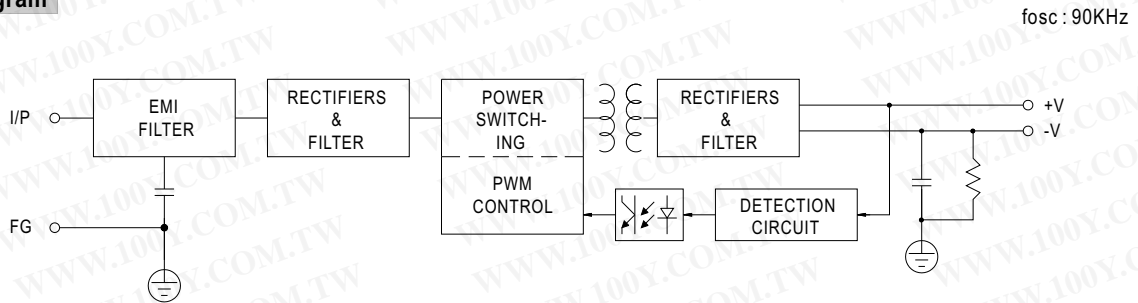 gram
fosc : 90KHz
I/P
EMI
FILTER
RECTIFIERS
&
FILTER
POWER
SWITCH-
ING
PWM
CONTROL
RECTIFIERS
&
FILTER
+V
-V
DETECTION
CIRCUIT
FG
WWW.100Y.COM.TW